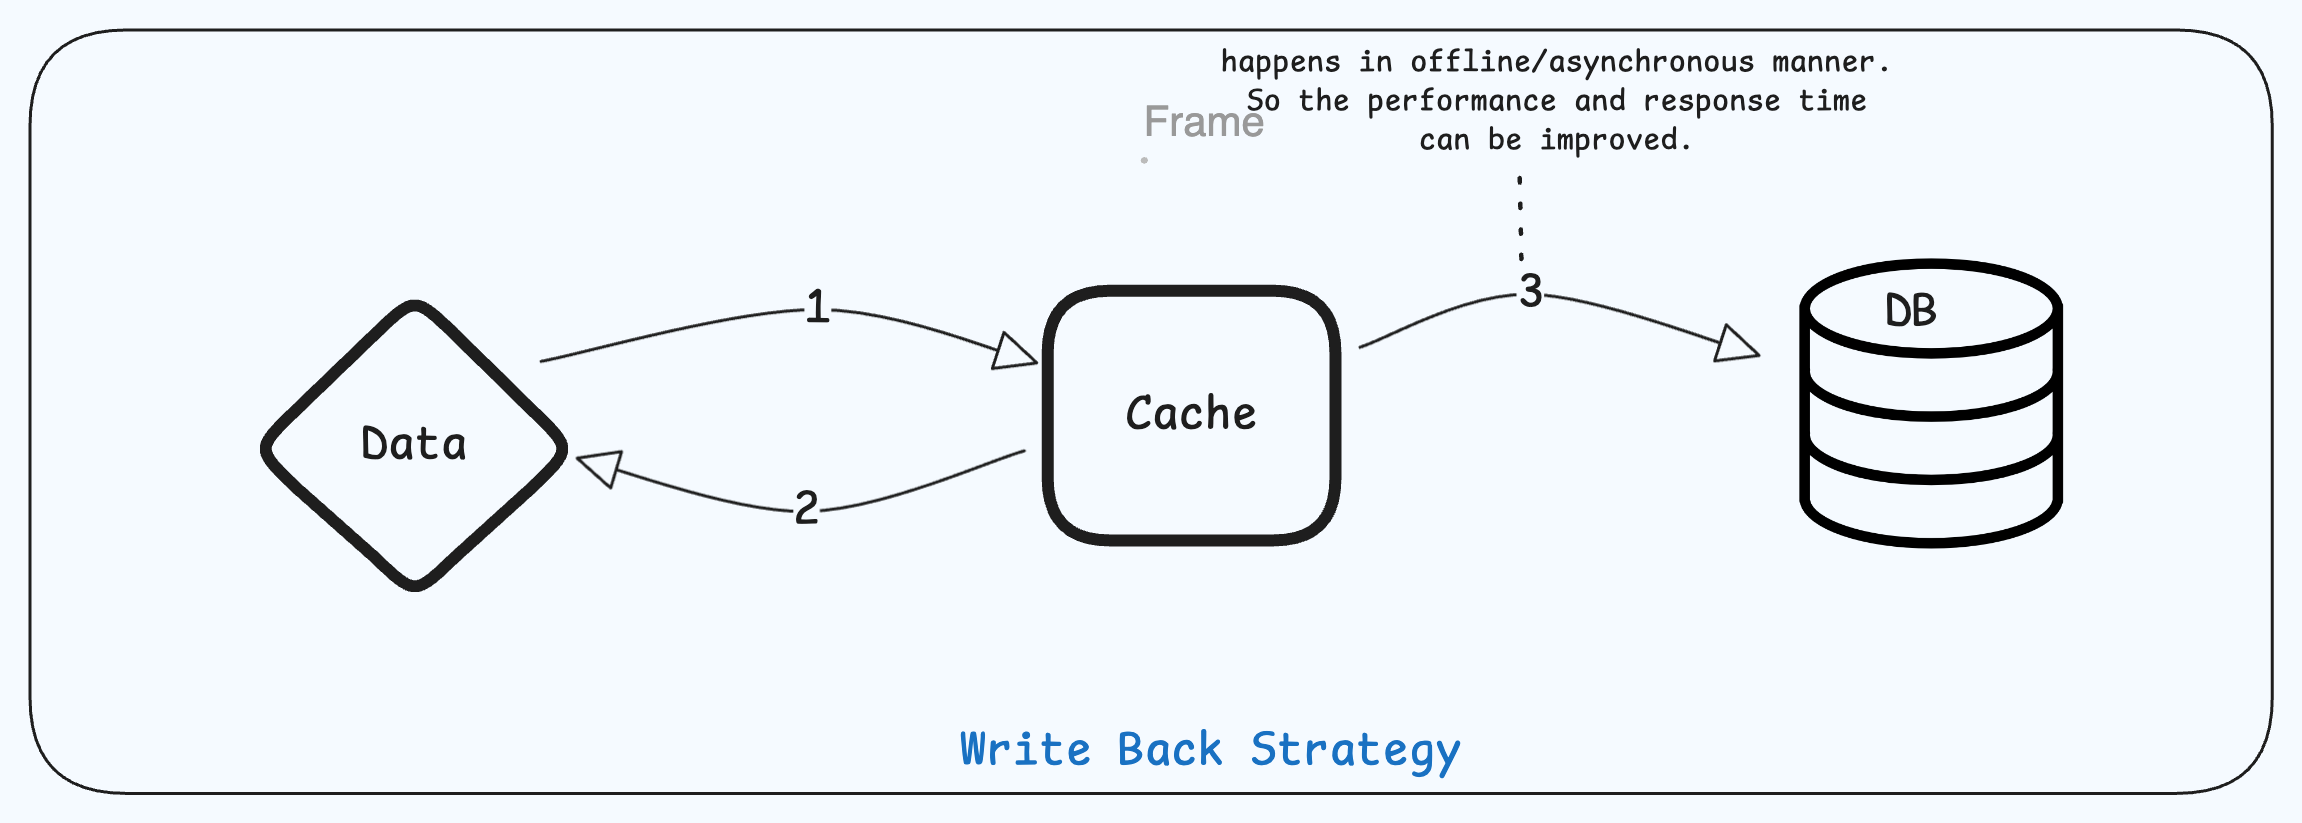 happens in offline/asynchronous manner.
So the performance and response time
can be improved.
Frame
1
3
DB
Data
Cache
2
Write Back Strategy